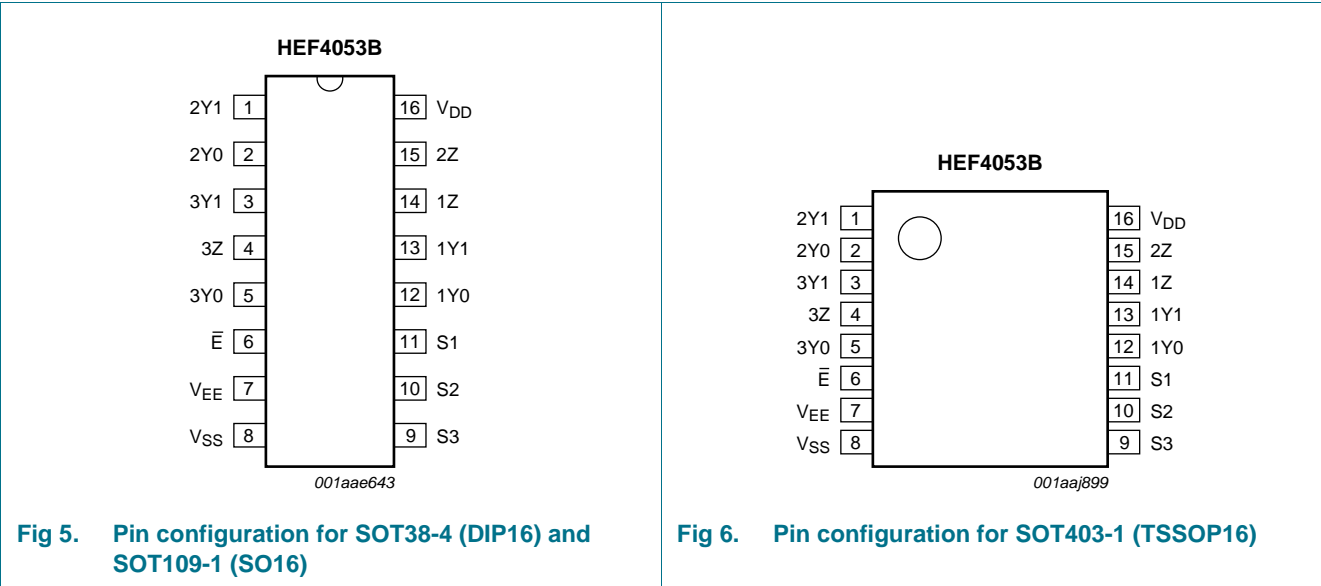 HEF4053B
2Y1 1 16 VDD
2Y0 2 15 2Z
3Y1 3 14 1Z
3Z 4 13 1Y1
3Y0 5 12 1Y0
E̅ 6 11 S1
VEE 7 10 S2
VSS 8 9 S3
001aae643
Fig 5. Pin configuration for SOT38-4 (DIP16) and
SOT109-1 (SO16)
HEF4053B
2Y1 1 16 VDD
2Y0 2 15 2Z
3Y1 3 14 1Z
3Z 4 13 1Y1
3Y0 5 12 1Y0
E̅ 6 11 S1
VEE 7 10 S2
VSS 8 9 S3
001aaj899
Fig 6. Pin configuration for SOT403-1 (TSSOP16)